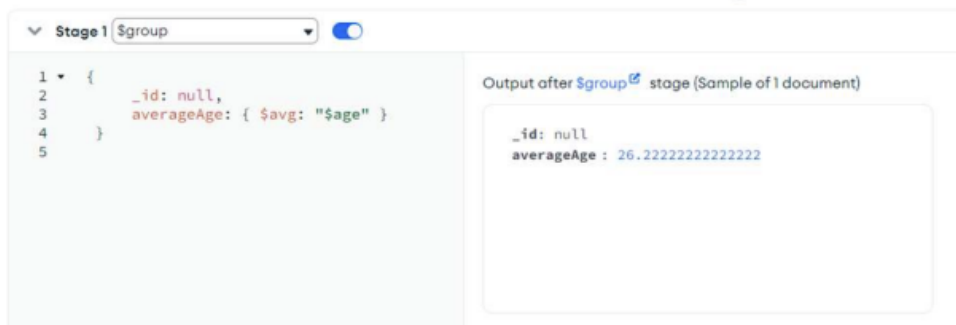 Stage 1 $group
1 {
2 _id: null,
3 averageAge: { $avg: "$age" }
4 }
5
Output after $group stage (Sample of 1 document)
_id: null
averageAge : 26.22222222222222